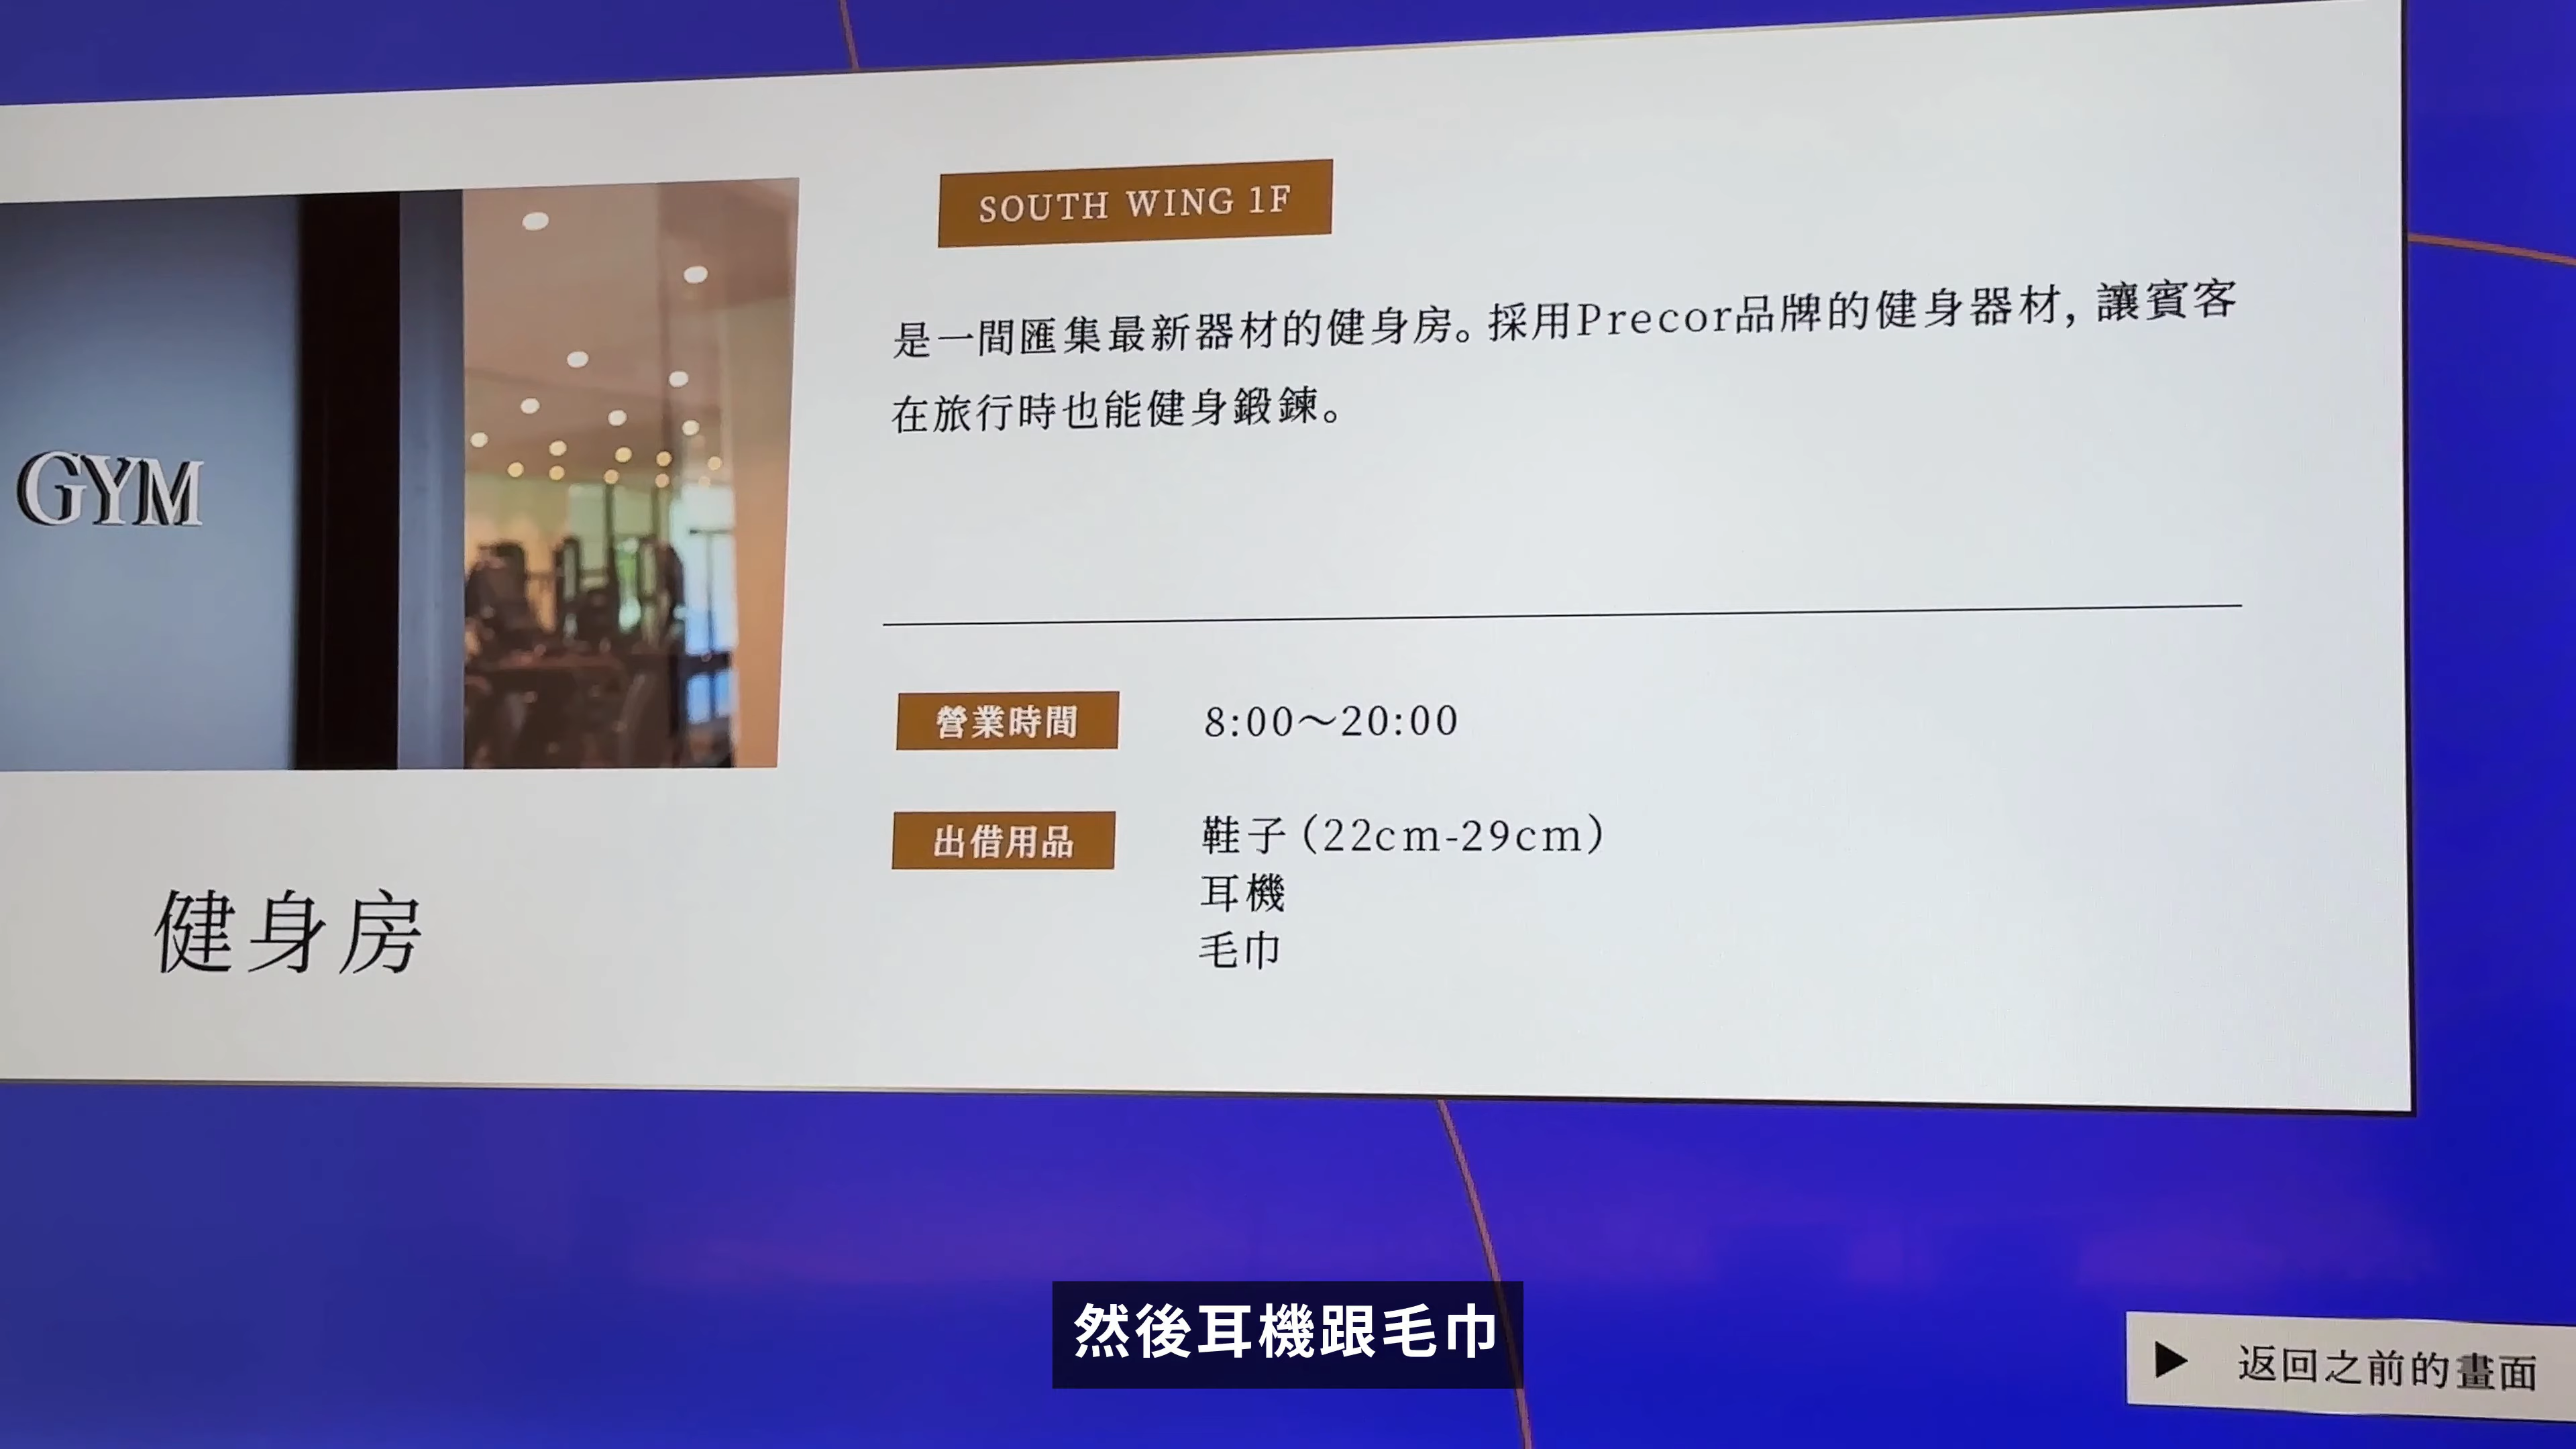 SOUTH WING 1F
是一間匯集最新器材的健身房。採用Precor品牌的健身器材，讓賓客
在旅行時也能健身鍛鍊。
GYM
健身房
營業時間
8:00～20:00
出借用品
鞋子（22cm-29cm）
耳機
毛巾
然後耳機跟毛巾
返回之前的畫面